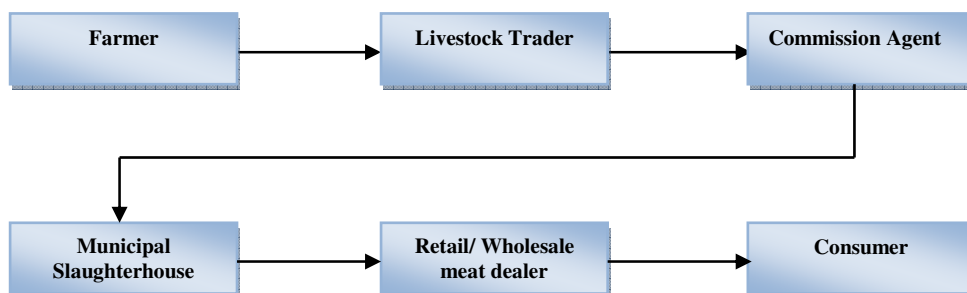 Farmer
Livestock Trader
Commission Agent
Municipal
Slaughterhouse
Retail/ Wholesale
meat dealer
Consumer